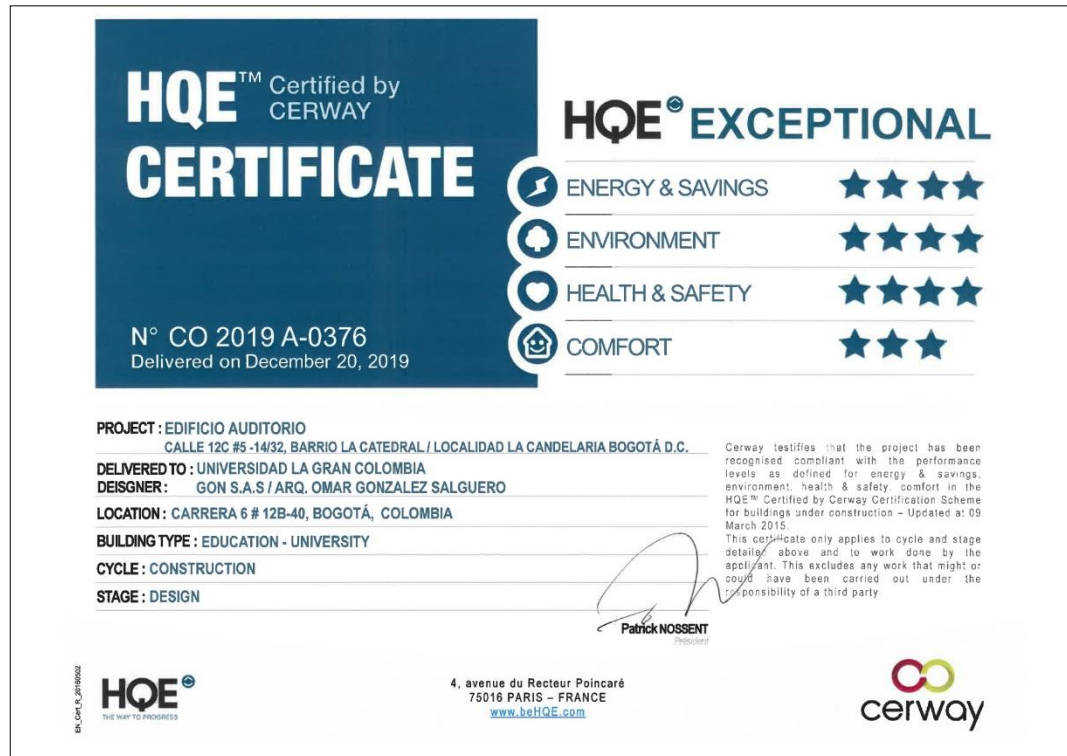 HQE™ Certified by
CERWAY
CERTIFICATE
N° CO 2019 A-0376
Delivered on December 20, 2019
HQE EXCEPTIONAL
ENERGY & SAVINGS
ENVIRONMENT
HEALTH & SAFETY
COMFORT
PROJECT : EDIFICIO AUDITORIO
CALLE 12C #5 -14/32, BARRIO LA CATEDRAL / LOCALIDAD LA CANDELARIA BOGOTÁ D.C.
DELIVERED TO : UNIVERSIDAD LA GRAN COLOMBIA
DEISGNER : GON S.A.S / ARQ. OMAR GONZALEZ SALGUERO
LOCATION : CARRERA 6 # 12B-40, BOGOTÁ, COLOMBIA
BUILDING TYPE : EDUCATION - UNIVERSITY
CYCLE : CONSTRUCTION
STAGE : DESIGN
Cerway testifies that the project has been
recognised compliant with the performance
levels as defined for energy & savings,
environment, health & safety, comfort in the
HQE™ Certified by Cerway Certification Scheme
for buildings under construction – Updated at 09
March 2015.
This certificate only applies to cycle and stage
detailed above and to work done by the
applicant. This excludes any work that might or
could have been carried out under the
responsibility of a third party
Patrick NOSSENT
Président
EN_Cert_R_20180502
HQE
THE WAY TO PROGRESS
4, avenue du Recteur Poincaré
75016 PARIS – FRANCE
www.beHQE.com
cerway